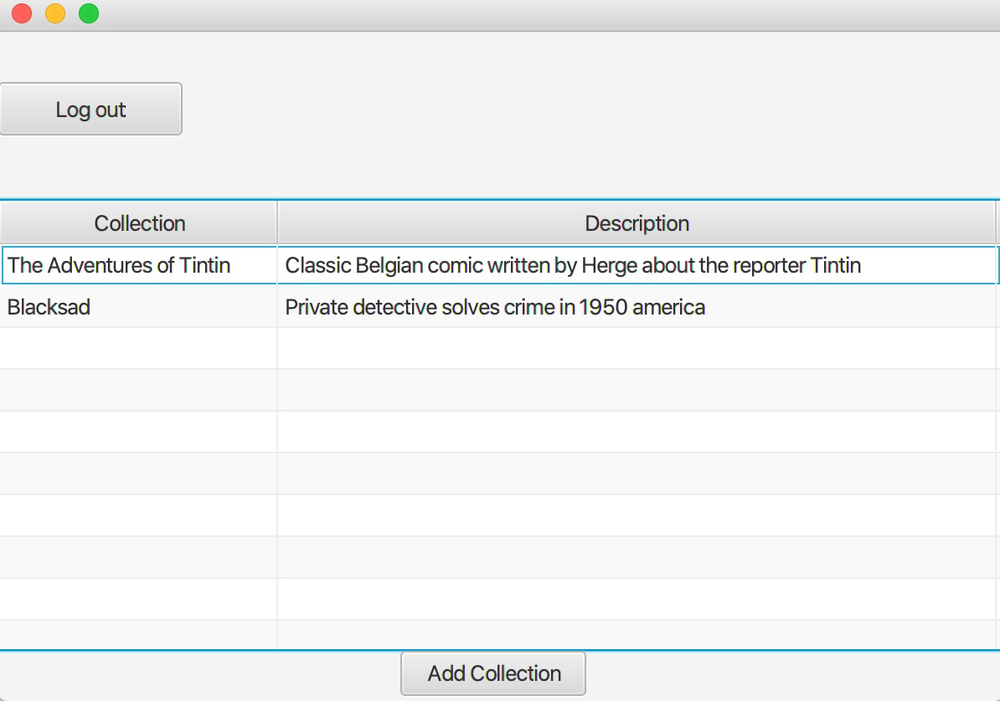 Log out
Collection Description
The Adventures of Tintin Classic Belgian comic written by Herge about the reporter Tintin
Blacksad Private detective solves crime in 1950 america
Add Collection